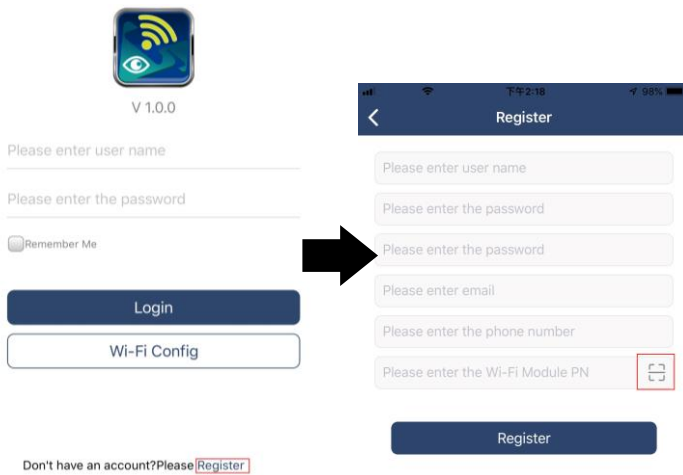 V 1.0.0
Please enter user name
Please enter the password
Remember Me
Login
Wi-Fi Config
Don't have an account?Please Register
下午2:18
98%
Register
Please enter user name
Please enter the password
Please enter the password
Please enter email
Please enter the phone number
Please enter the Wi-Fi Module PN
Register